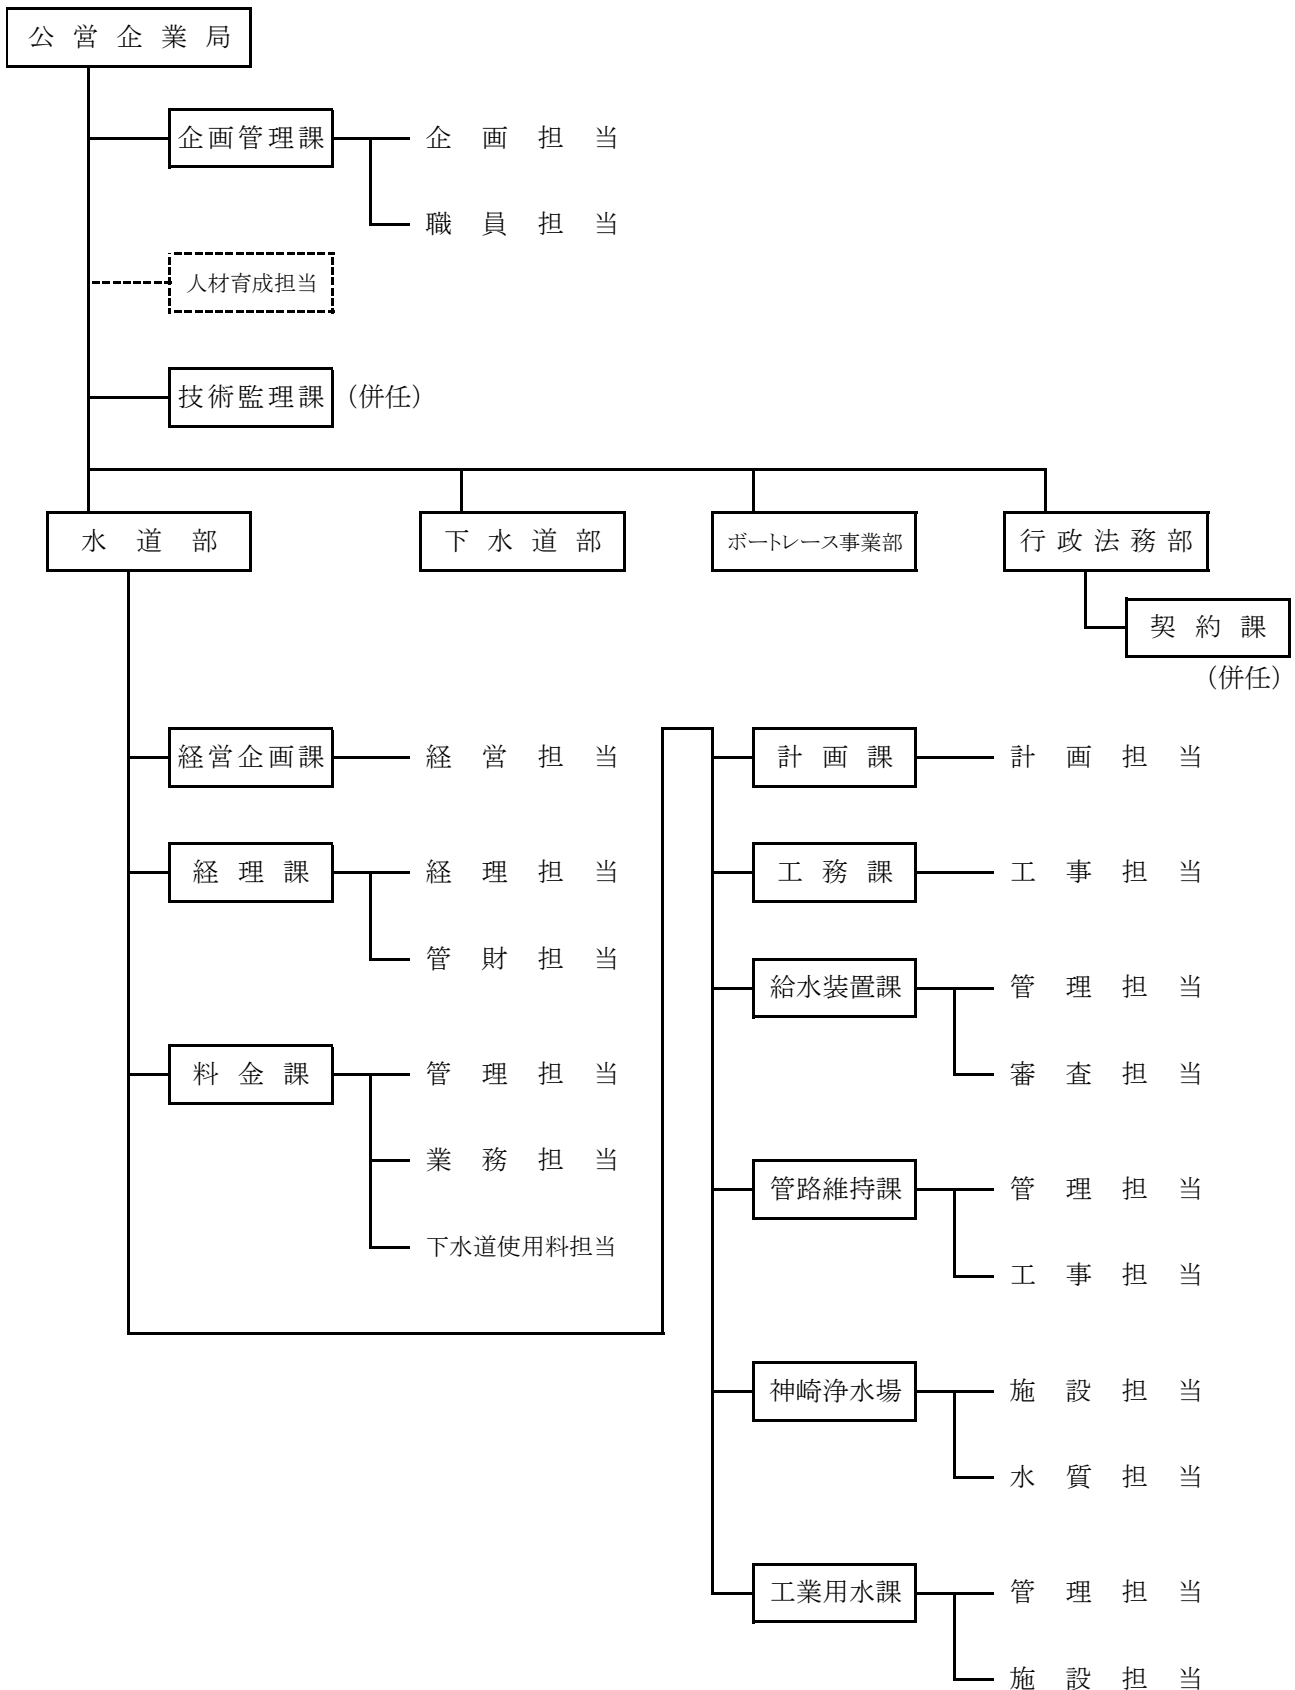 公営企業局
企画管理課 企画担当
職員担当
人材育成担当
技術監理課 （併任）
水道部 下水道部 ボートレース事業部 行政法務部
契約課
（併任）
経営企画課 経営担当 計画課 計画担当
経理課 経理担当 工務課 工事担当
管財担当 給水装置課 管理担当
料金課 管理担当 審査担当
業務担当 管路維持課 管理担当
下水道使用料担当 工事担当
神崎浄水場 施設担当
水質担当
工業用水課 管理担当
施設担当